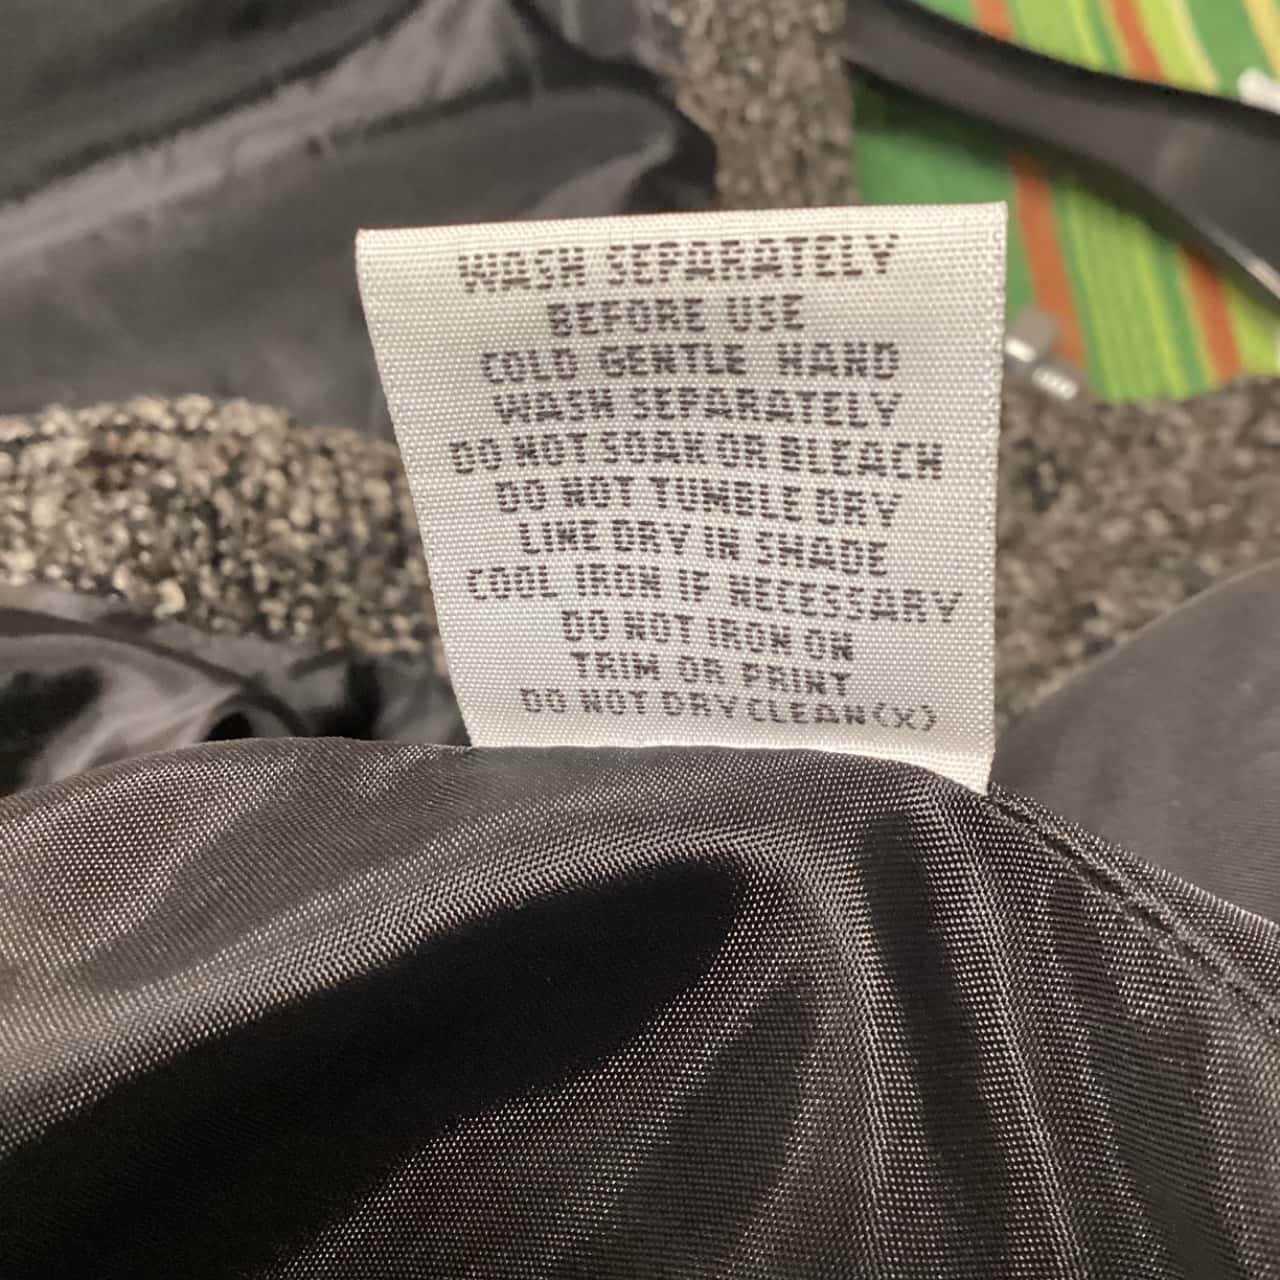 WASH SEPARATELY
BEFORE USE
COLD GENTLE HAND
WASH SEPARATELY
DO NOT SOAK OR BLEACH
DO NOT TUMBLE DRY
LINE DRY IN SHADE
COOL IRON IF NECESSARY
DO NOT IRON ON
TRIM OR PRINT
DO NOT DRYCLEAN(X)